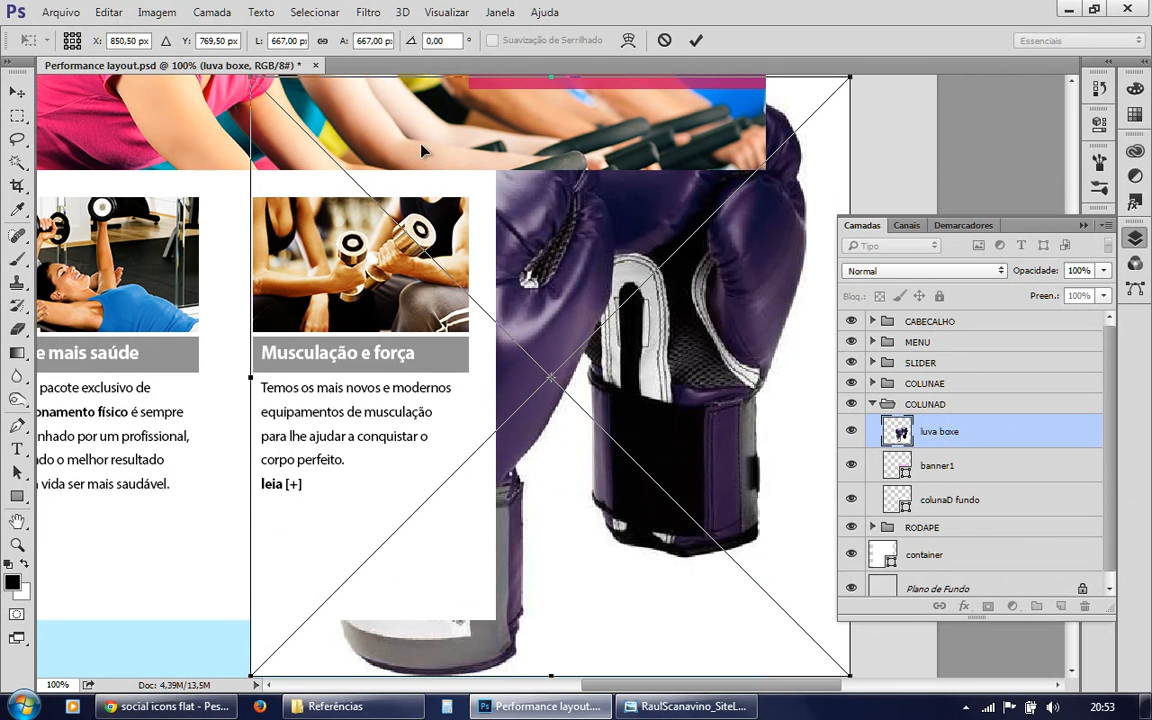 Ps Arquivo Editar Imagem Camada Texto Selecionar Filtro 3D Visualizar Janela Ajuda
X: 850,50 px Y: 769,50 px L: 667,00 px A: 667,00 px 0,00 ° Suavização de Serrilhado Essenciais
Performance layout.psd @ 100% (luva boxe, RGB/8#) * ×
e mais saúde
pacote exclusivo de
onamento físico é sempre
nhado por um profissional,
do o melhor resultado
vida ser mais saudável.
Musculação e força
Temos os mais novos e modernos
equipamentos de musculação
para lhe ajudar a conquistar o
corpo perfeito.
leia [+]
Camadas Canais Demarcadores
Tipo
Normal Opacidade: 100%
Bloq.: Preen.: 100%
CABECALHO
MENU
SLIDER
COLUNAE
COLUNAD
luva boxe
banner1
colunaD fundo
RODAPE
container
Plano de Fundo
100% Doc: 4,39M/13,5M
social icons flat - Pes... Referências Performance layout.... RaulScanavino_SiteL... 20:53